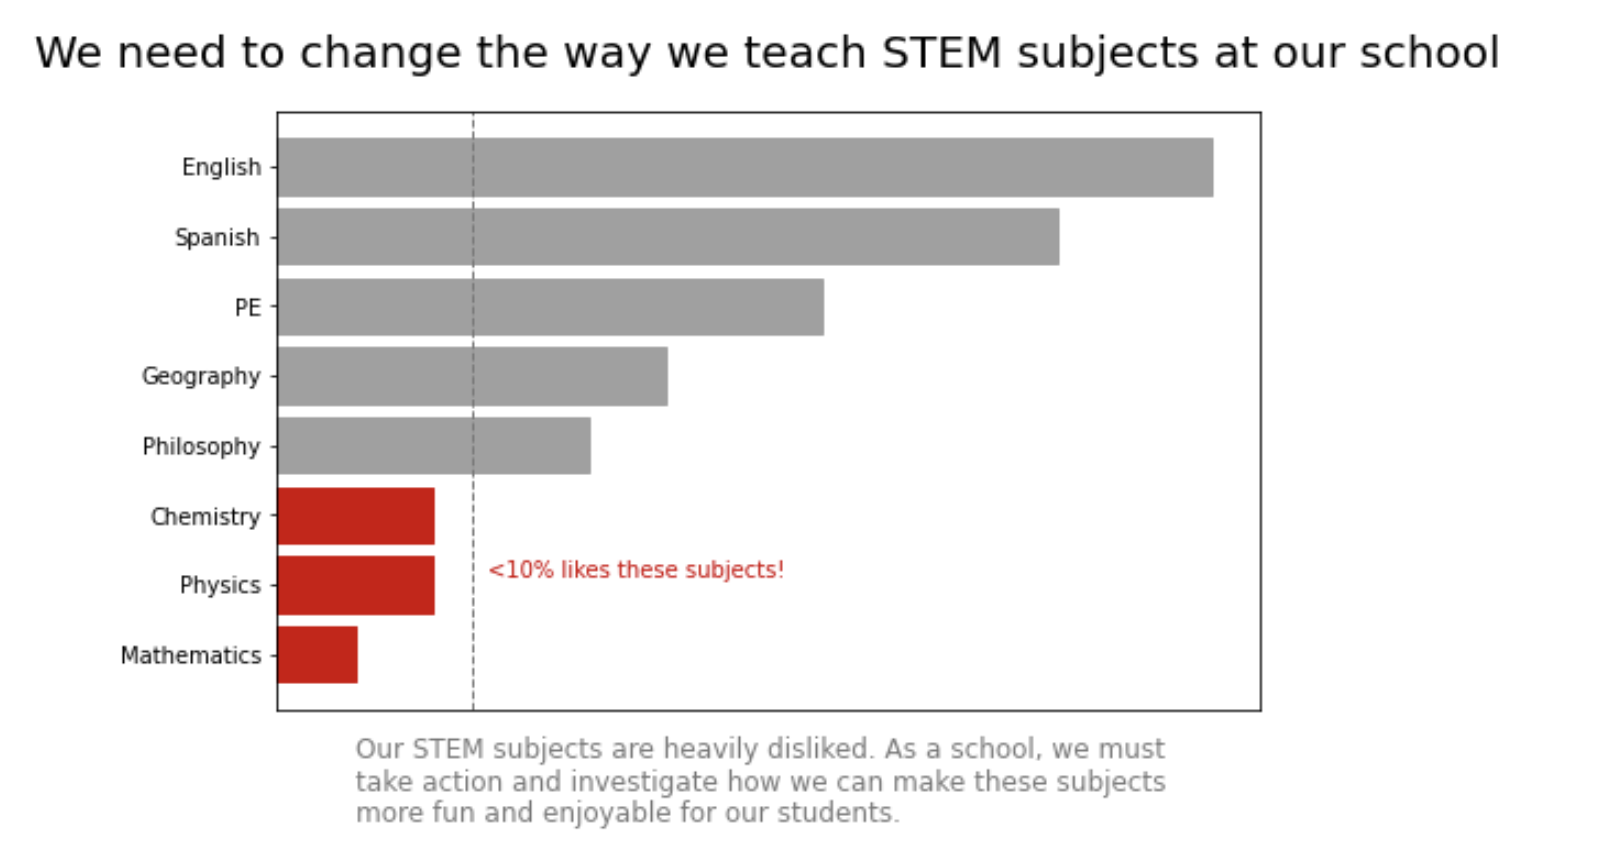 We need to change the way we teach STEM subjects at our school
English
Spanish
PE
Geography
Philosophy
Chemistry
Physics
<10% likes these subjects!
Mathematics
Our STEM subjects are heavily disliked. As a school, we must
take action and investigate how we can make these subjects
more fun and enjoyable for our students.